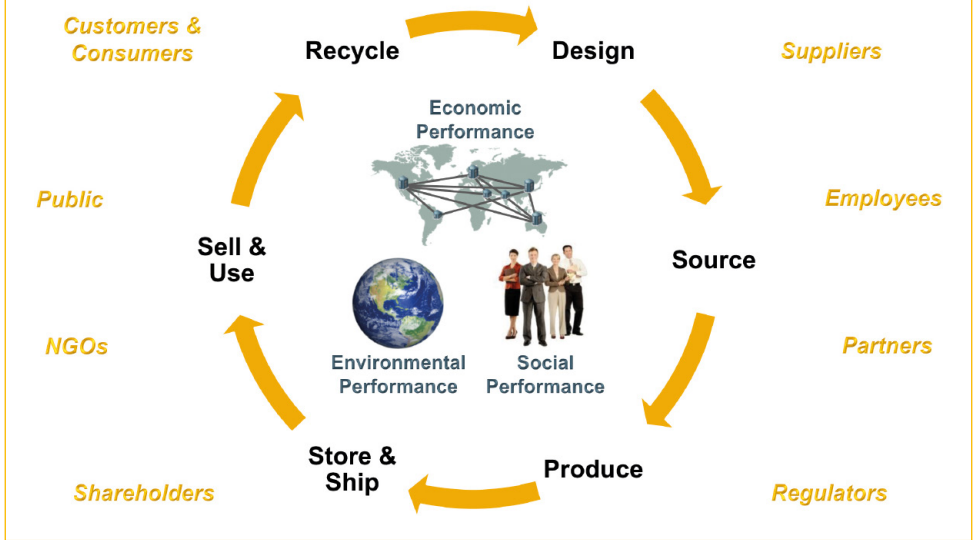 Customers &
Consumers
Recycle
Design
Suppliers
Economic
Performance
Public
Employees
Sell &
Use
Source
NGOs
Partners
Environmental
Performance
Social
Performance
Store &
Ship
Produce
Shareholders
Regulators